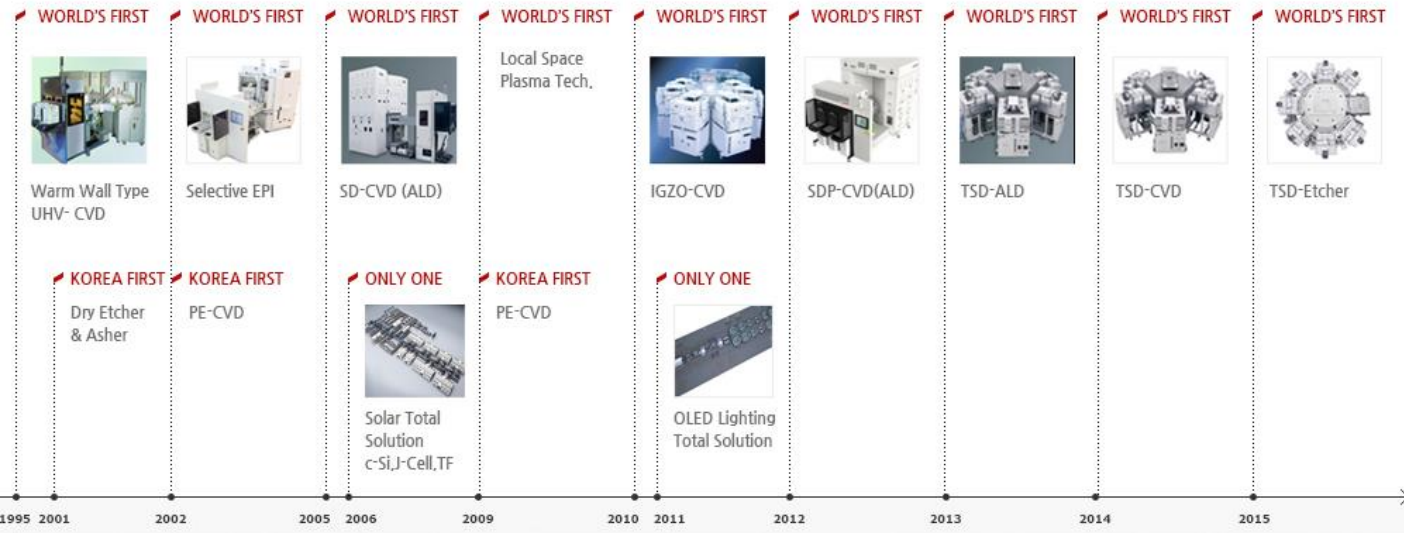 WORLD'S FIRST
WORLD'S FIRST
WORLD'S FIRST
WORLD'S FIRST
WORLD'S FIRST
WORLD'S FIRST
WORLD'S FIRST
WORLD'S FIRST
WORLD'S FIRST
Local Space
Plasma Tech.
Warm Wall Type
UHV- CVD
Selective EPI
SD-CVD (ALD)
IGZO-CVD
SDP-CVD(ALD)
TSD-ALD
TSD-CVD
TSD-Etcher
KOREA FIRST
KOREA FIRST
ONLY ONE
KOREA FIRST
ONLY ONE
Dry Etcher
& Asher
PE-CVD
PE-CVD
Solar Total
Solution
c-Si,J-Cell,TF
OLED Lighting
Total Solution
1995
2001
2002
2005
2006
2009
2010
2011
2012
2013
2014
2015